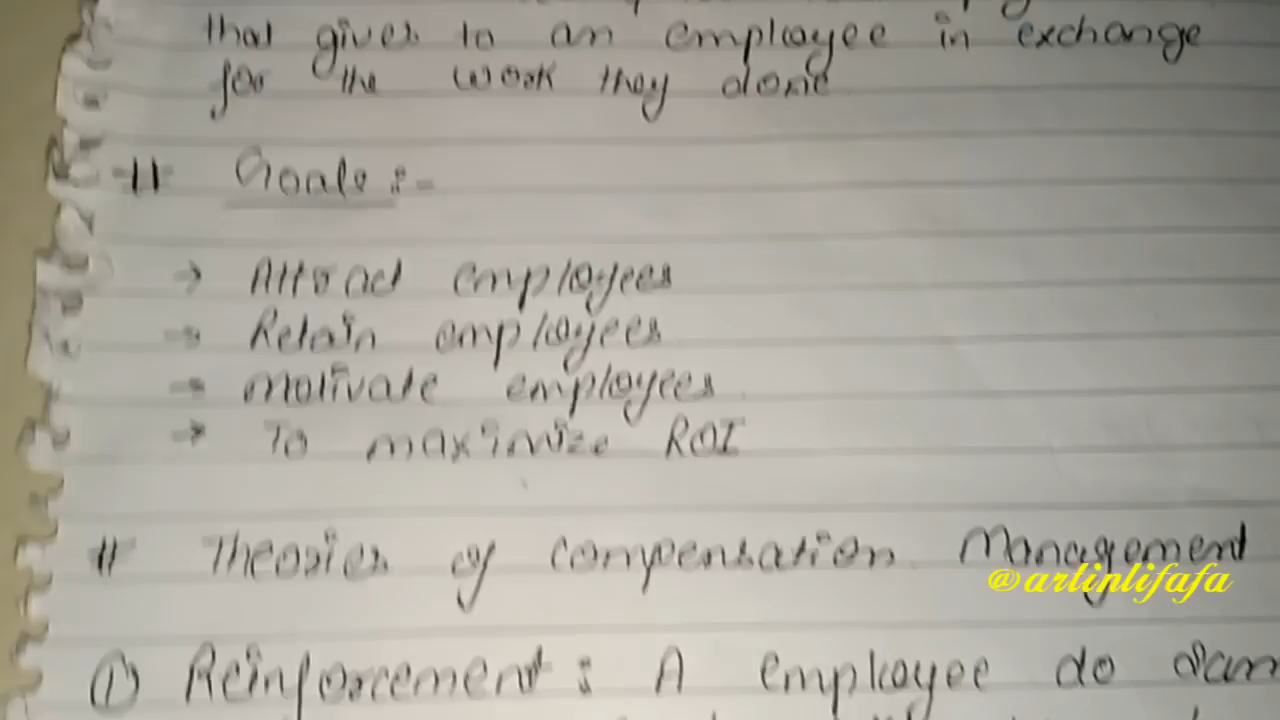 that gives to an employee in exchange
for the work they done
Goals :-
→ Attract employees
→ Retain employees
→ motivate employees
→ To maximize ROI
Theories of compensation Management
@artinlifafa
① Reinforcement : A employee do